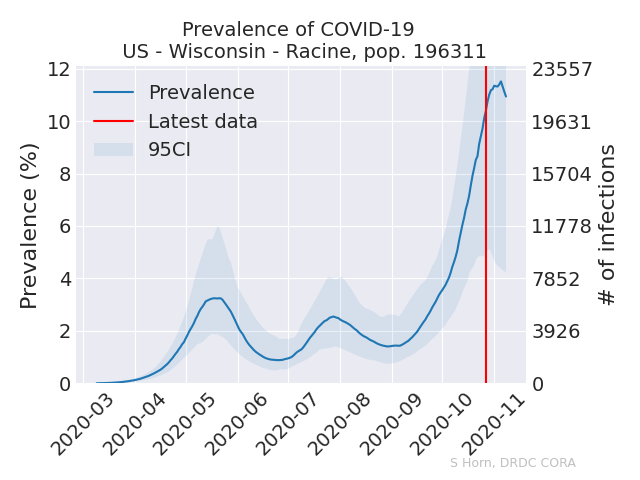 Prevalence of COVID-19
US - Wisconsin - Racine, pop. 196311
Prevalence
Latest data
95CI
Prevalence (%)
12
10
8
6
4
2
0
23557
19631
15704
11778
7852
3926
0
# of infections
2020-03
2020-04
2020-05
2020-06
2020-07
2020-08
2020-09
2020-10
2020-11
S Horn, DRDC CORA